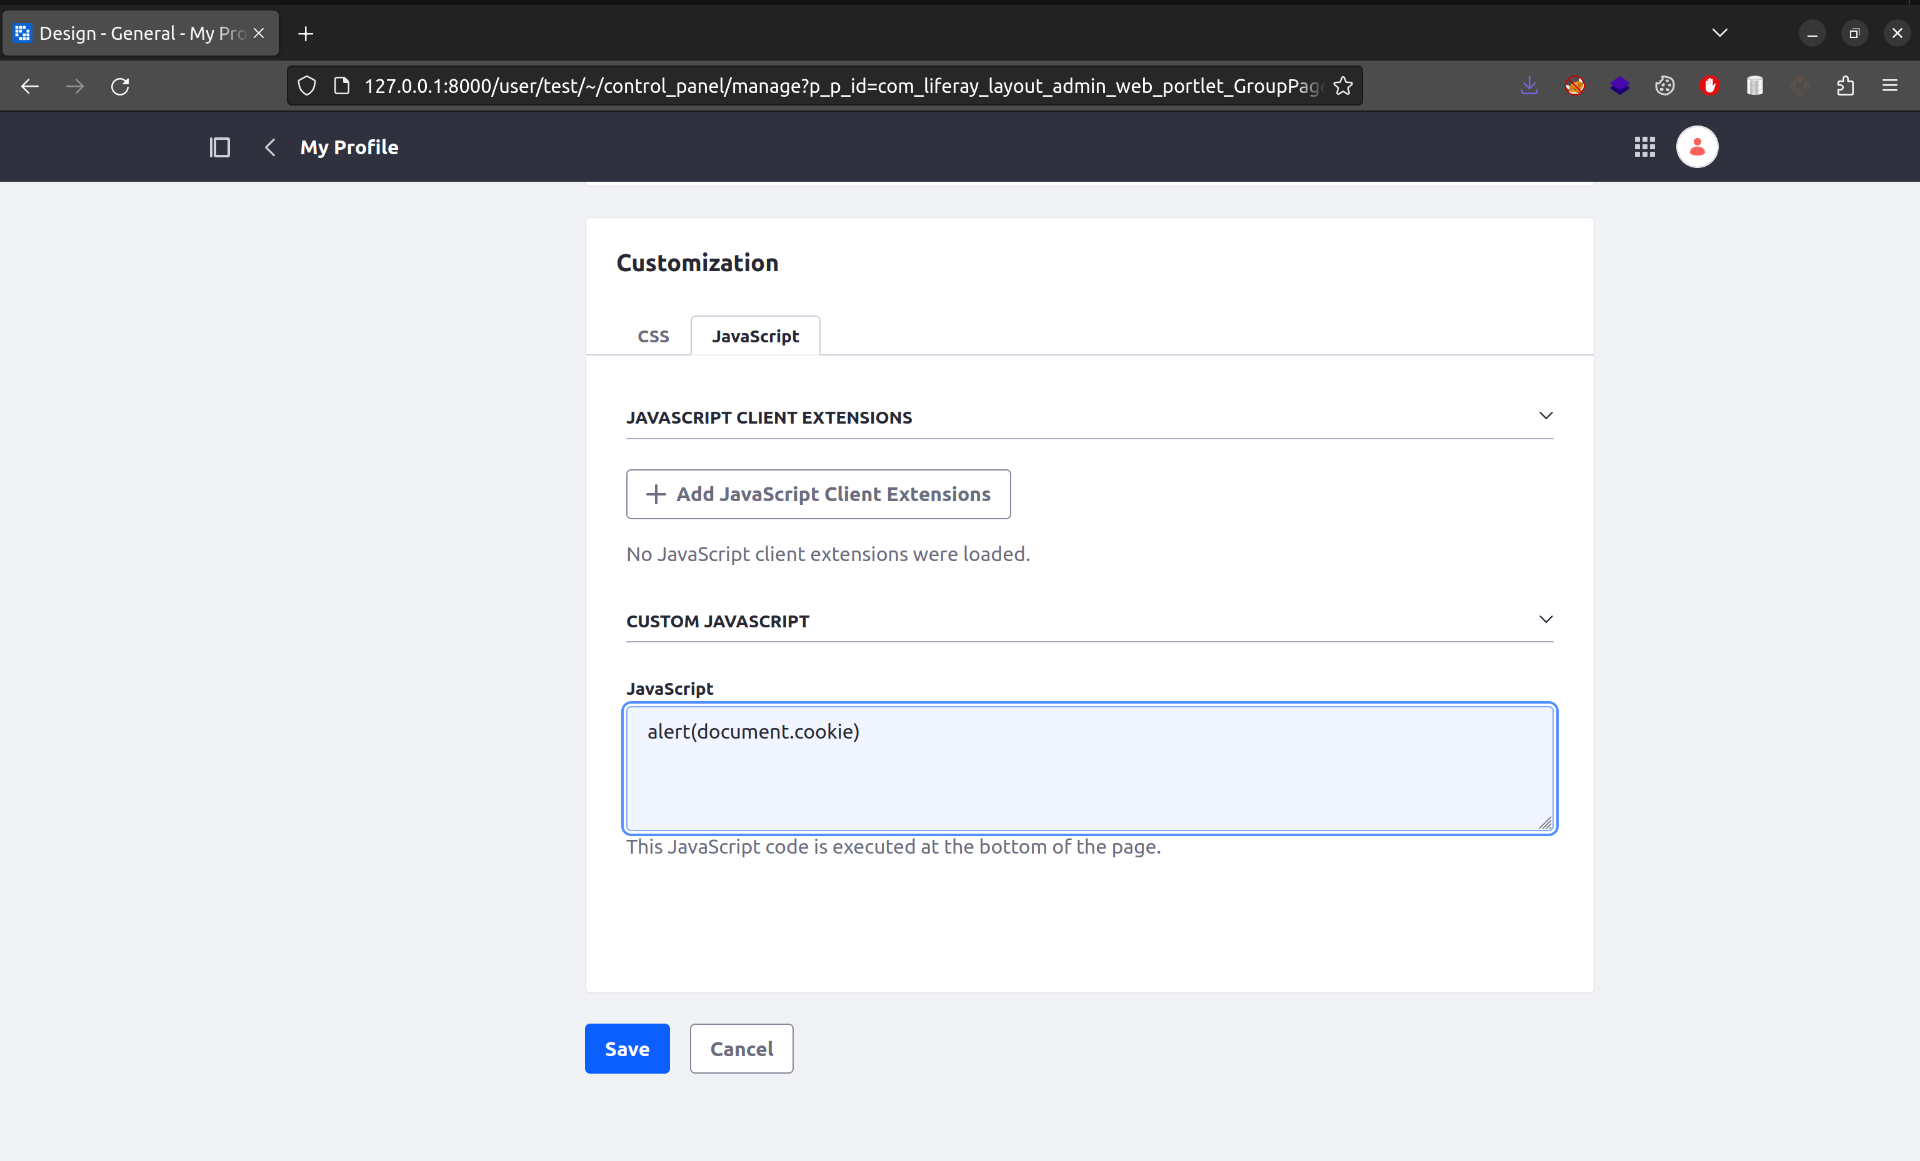 Design - General - My Pro
127.0.0.1:8000/user/test/~/control_panel/manage?p_p_id=com_liferay_layout_admin_web_portlet_GroupPag
My Profile
Customization
CSS
JavaScript
JAVASCRIPT CLIENT EXTENSIONS
Add JavaScript Client Extensions
No JavaScript client extensions were loaded.
CUSTOM JAVASCRIPT
JavaScript
alert(document.cookie)
This JavaScript code is executed at the bottom of the page.
Save
Cancel